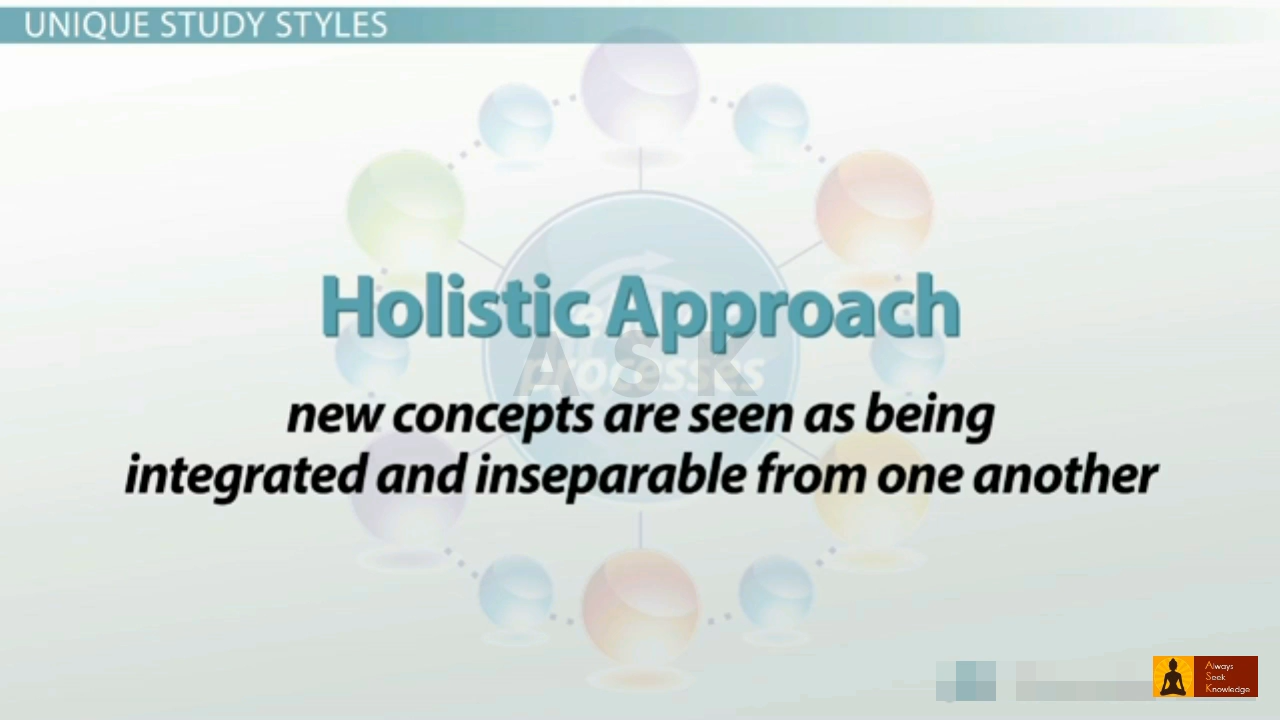 UNIQUE STUDY STYLES
Holistic Approach
A S K
processes
new concepts are seen as being
integrated and inseparable from one another
Always
Seek
Knowledge